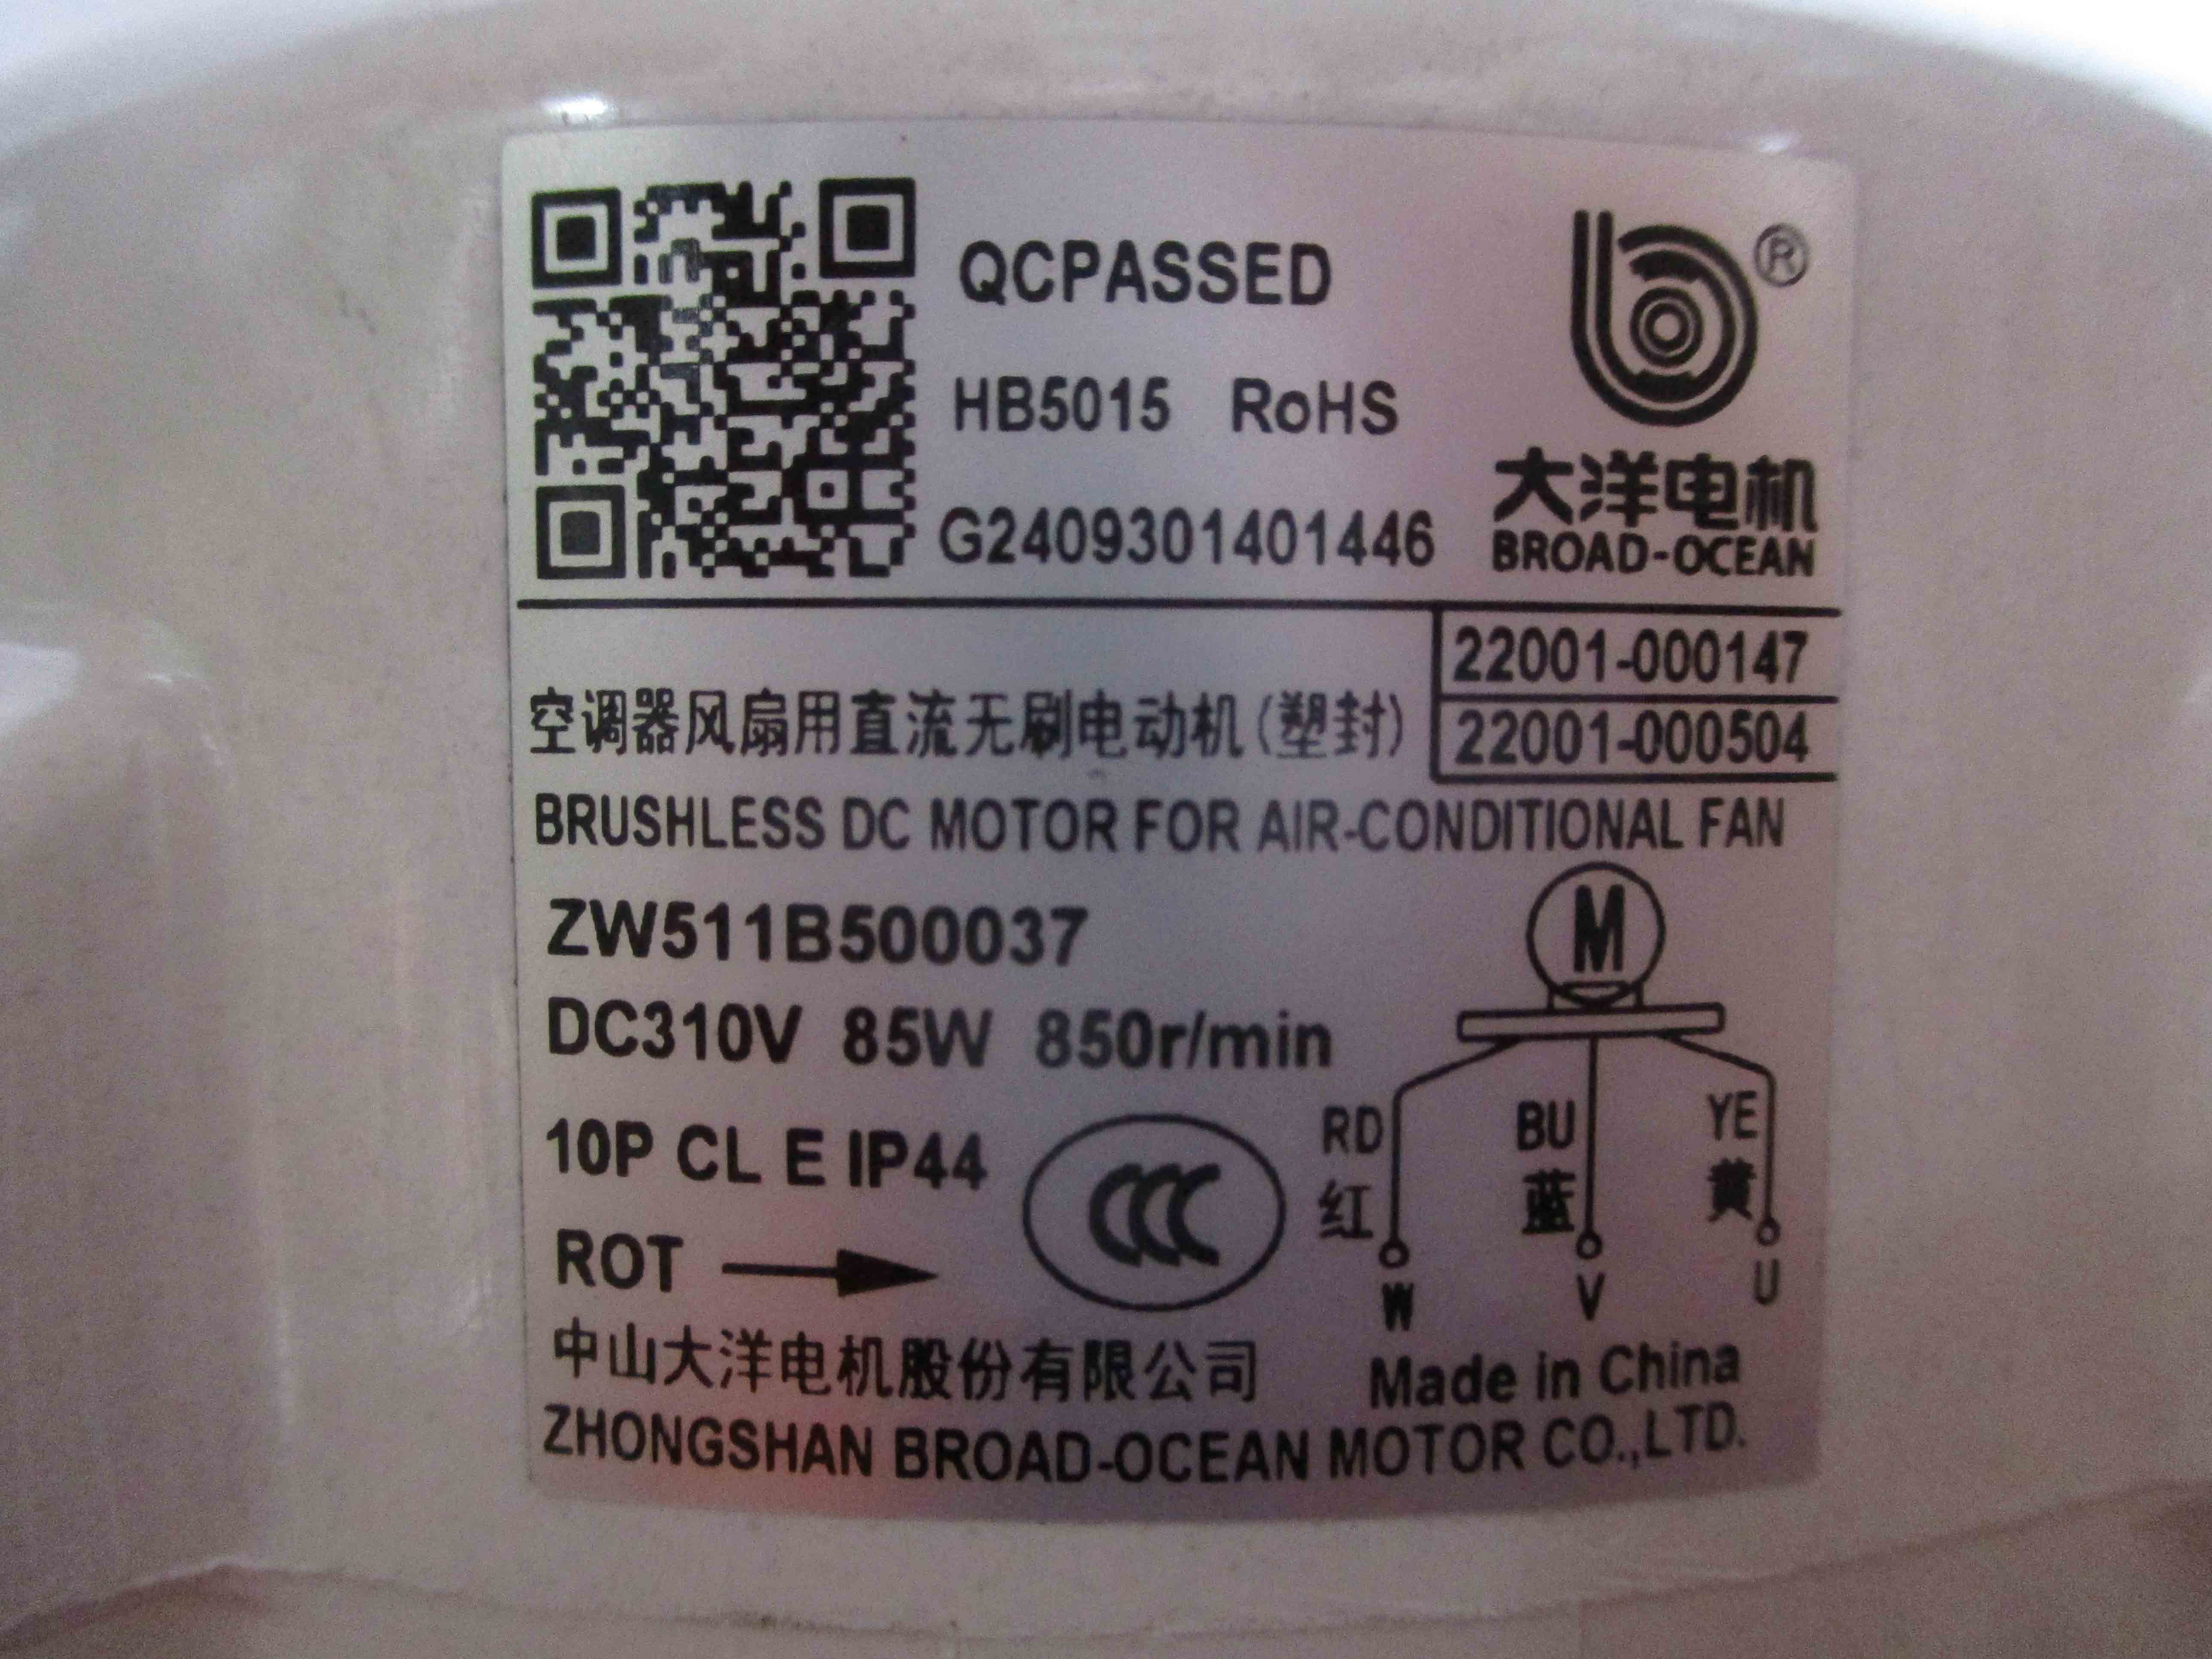 QCPASSED
HB5015 RoHS
G2409301401446
®
大洋电机
BROAD-OCEAN
22001-000147
22001-000504
空调器风扇用直流无刷电动机(塑封)
BRUSHLESS DC MOTOR FOR AIR-CONDITIONAL FAN
ZW511B500037
DC310V 85W 850r/min
10P CL E IP44
ROT
CCC
M
RD BU YE
红 蓝 黄
W V U
中山大洋电机股份有限公司
Made in China
ZHONGSHAN BROAD-OCEAN MOTOR CO.,LTD.